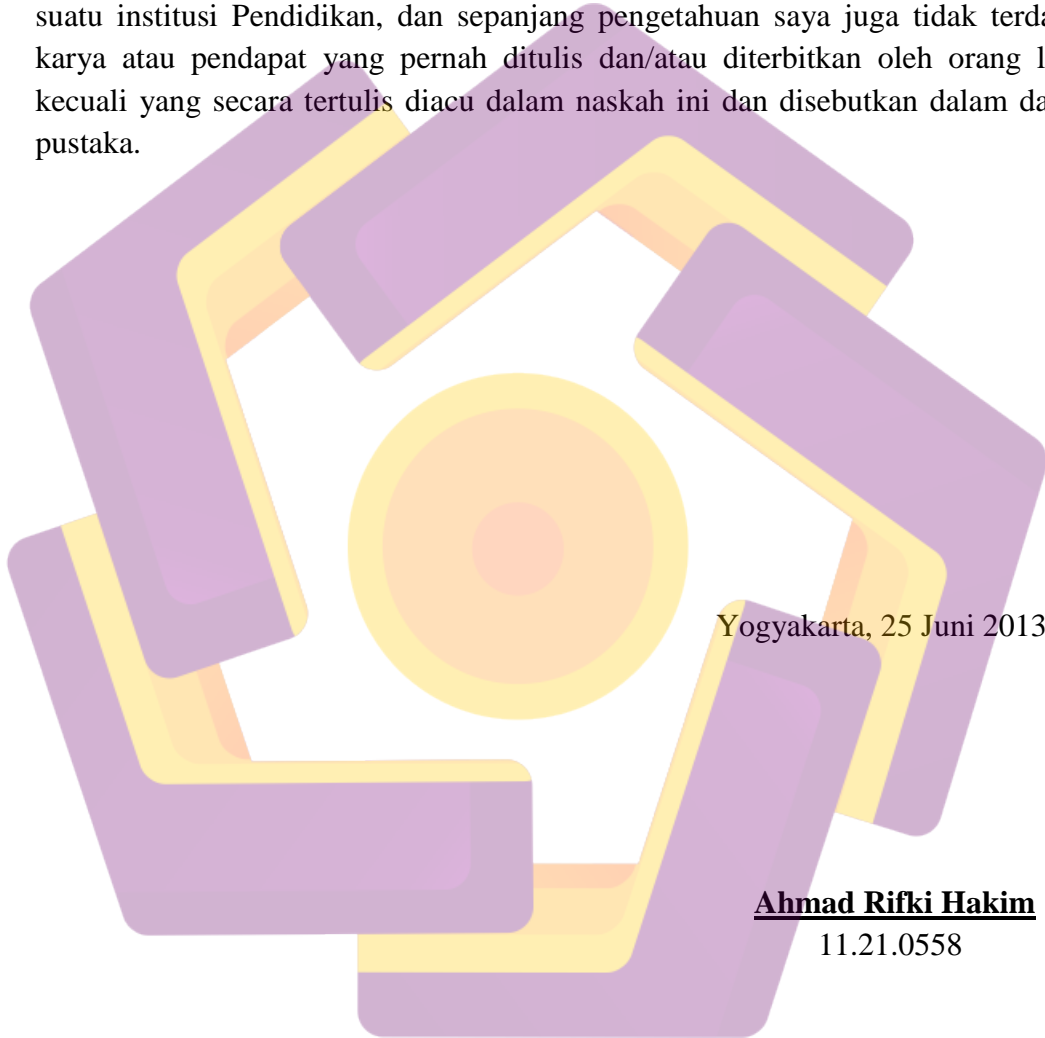 suatu institusi Pendidikan, dan sepanjang pengetahuan saya juga tidak terda
karya atau pendapat yang pernah ditulis dan/atau diterbitkan oleh orang l
kecuali yang secara tertulis diacu dalam naskah ini dan disebutkan dalam da
pustaka.
Yogyakarta, 25 Juni 2013
Ahmad Rifki Hakim
11.21.0558